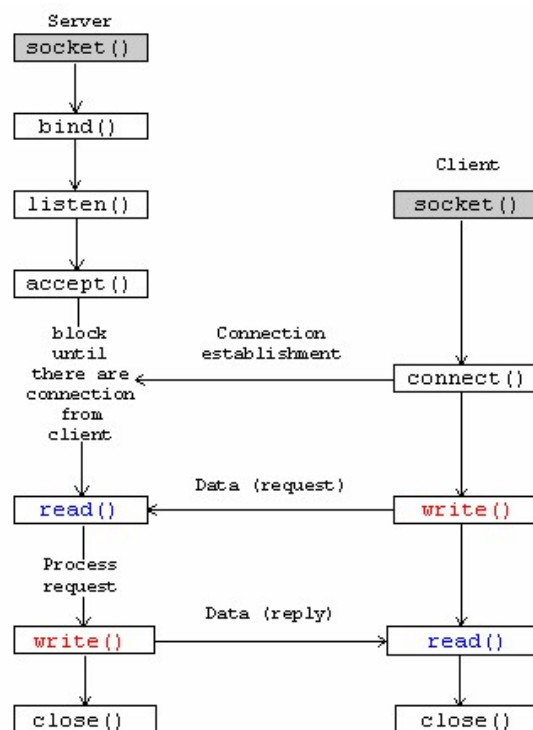 Server
socket()
bind()
listen()
accept()
block
until
there are
connection
from
client
read()
Process
request
write()
close()
Connection
establishment
Data (request)
Data (reply)
Client
socket()
connect()
write()
read()
close()